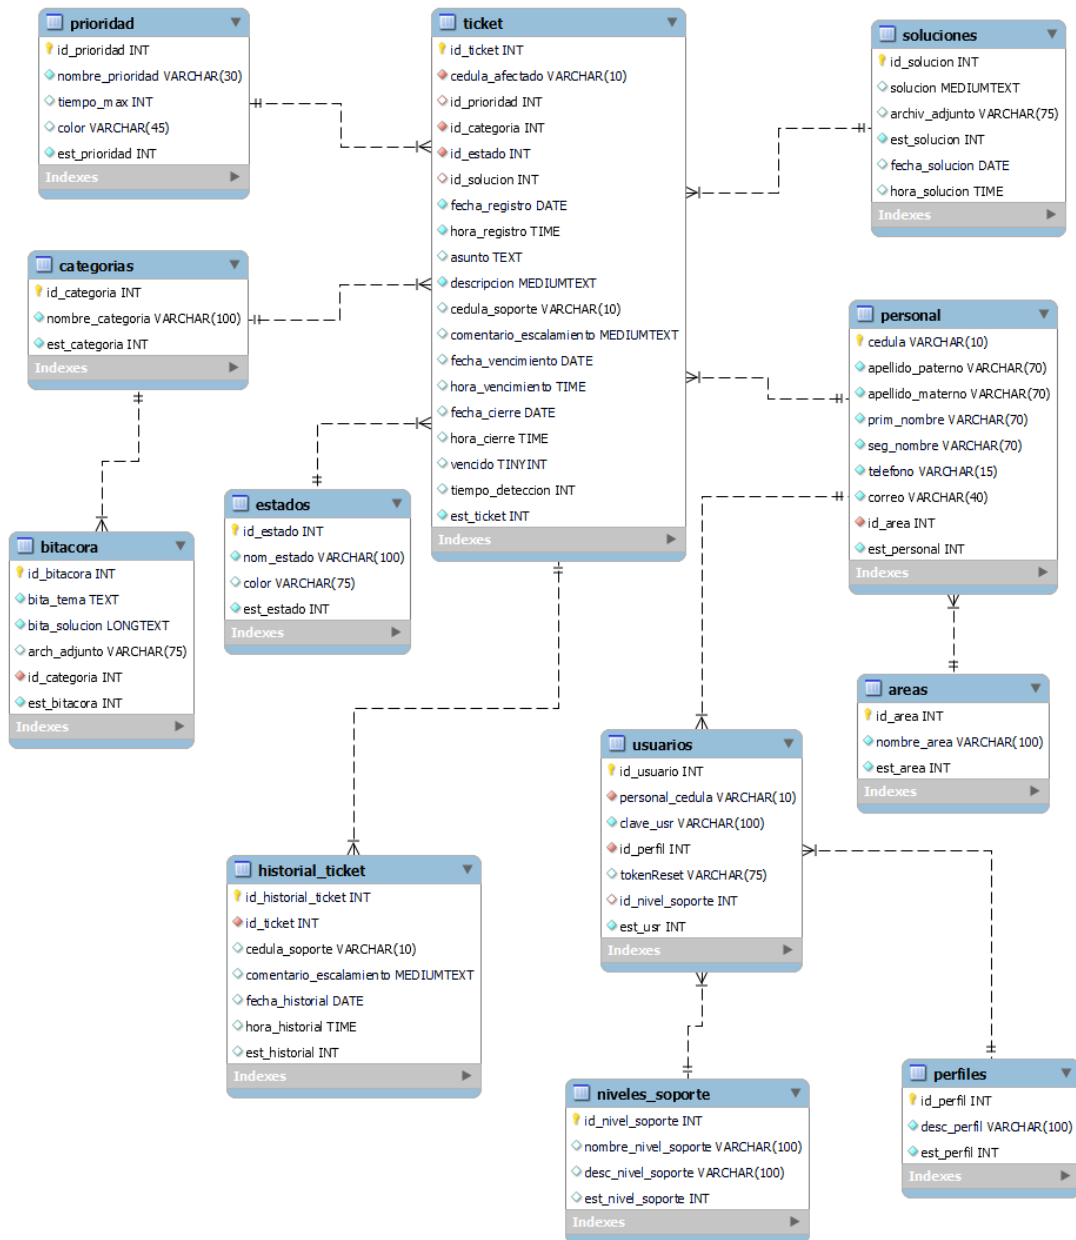 prioridad
id_prioridad INT
nombre_prioridad VARCHAR(30)
tiempo_max INT
color VARCHAR(45)
est_prioridad INT
Indexes
ticket
id_ticket INT
cedula_afectado VARCHAR(10)
id_prioridad INT
id_categoria INT
id_estado INT
id_solucion INT
fecha_registro DATE
hora_registro TIME
asunto TEXT
descripcion MEDIUMTEXT
cedula_soporte VARCHAR(10)
comentario_escalamiento MEDIUMTEXT
fecha_vencimiento DATE
hora_vencimiento TIME
fecha_cierre DATE
hora_cierre TIME
vencido TINYINT
tiempo_deteccion INT
est_ticket INT
Indexes
soluciones
id_solucion INT
solucion MEDIUMTEXT
archiv_adjunto VARCHAR(75)
est_solucion INT
fecha_solucion DATE
hora_solucion TIME
Indexes
categorias
id_categoria INT
nombre_categoria VARCHAR(100)
est_categoria INT
Indexes
personal
cedula VARCHAR(10)
apellido_paterno VARCHAR(70)
apellido_materno VARCHAR(70)
prim_nombre VARCHAR(70)
seg_nombre VARCHAR(70)
telefono VARCHAR(15)
correo VARCHAR(40)
id_area INT
est_personal INT
Indexes
estados
id_estado INT
nom_estado VARCHAR(100)
color VARCHAR(75)
est_estado INT
Indexes
bitacora
id_bitacora INT
bita_tema TEXT
bita_solucion LONGTEXT
arch_adjunto VARCHAR(75)
id_categoria INT
est_bitacora INT
Indexes
areas
id_area INT
nombre_area VARCHAR(100)
est_area INT
Indexes
usuarios
id_usuario INT
personal_cedula VARCHAR(10)
clave_usr VARCHAR(100)
id_perfil INT
tokenReset VARCHAR(75)
id_nivel_soporte INT
est_usr INT
Indexes
historial_ticket
id_historial_ticket INT
id_ticket INT
cedula_soporte VARCHAR(10)
comentario_escalamiento MEDIUMTEXT
fecha_historial DATE
hora_historial TIME
est_historial INT
Indexes
niveles_soporte
id_nivel_soporte INT
nombre_nivel_soporte VARCHAR(100)
desc_nivel_soporte VARCHAR(100)
est_nivel_soporte INT
Indexes
perfiles
id_perfil INT
desc_perfil VARCHAR(100)
est_perfil INT
Indexes